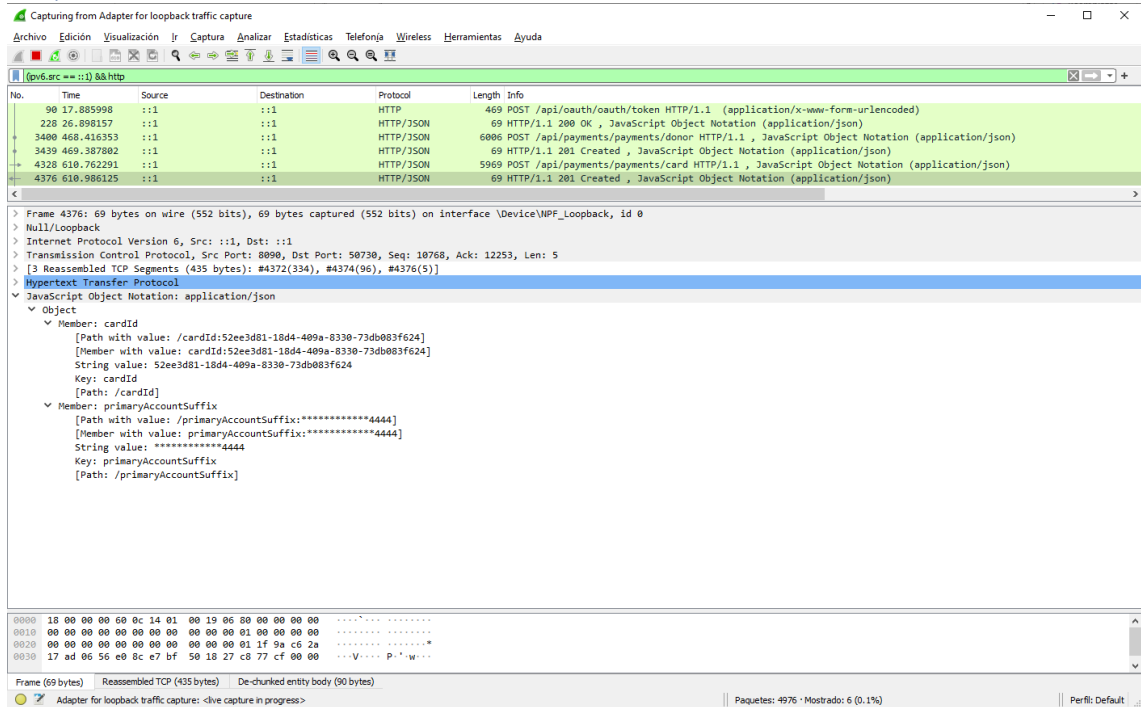 Capturing from Adapter for loopback traffic capture
Archivo Edición Visualización Ir Captura Analizar Estadísticas Telefonía Wireless Herramientas Ayuda
(ipv6.src == ::1) && http
No. Time Source Destination Protocol Length Info
90 17.885998 ::1 ::1 HTTP 469 POST /api/oauth/oauth/token HTTP/1.1 (application/x-www-form-urlencoded)
228 26.898157 ::1 ::1 HTTP/JSON 69 HTTP/1.1 200 OK , JavaScript Object Notation (application/json)
3400 468.416353 ::1 ::1 HTTP/JSON 6006 POST /api/payments/payments/donor HTTP/1.1 , JavaScript Object Notation (application/json)
3439 469.387802 ::1 ::1 HTTP/JSON 69 HTTP/1.1 201 Created , JavaScript Object Notation (application/json)
4328 610.762291 ::1 ::1 HTTP/JSON 5969 POST /api/payments/payments/card HTTP/1.1 , JavaScript Object Notation (application/json)
4376 610.986125 ::1 ::1 HTTP/JSON 69 HTTP/1.1 201 Created , JavaScript Object Notation (application/json)
> Frame 4376: 69 bytes on wire (552 bits), 69 bytes captured (552 bits) on interface \Device\NPF_Loopback, id 0
> Null/Loopback
> Internet Protocol Version 6, Src: ::1, Dst: ::1
> Transmission Control Protocol, Src Port: 8090, Dst Port: 50730, Seq: 10768, Ack: 12253, Len: 5
> [3 Reassembled TCP Segments (435 bytes): #4372(334), #4374(96), #4376(5)]
> Hypertext Transfer Protocol
JavaScript Object Notation: application/json
Object
Member: cardId
[Path with value: /cardId:52ee3d81-18d4-409a-8330-73db083f624]
[Member with value: cardId:52ee3d81-18d4-409a-8330-73db083f624]
String value: 52ee3d81-18d4-409a-8330-73db083f624
Key: cardId
[Path: /cardId]
Member: primaryAccountSuffix
[Path with value: /primaryAccountSuffix:************4444]
[Member with value: primaryAccountSuffix:************4444]
String value: ************4444
Key: primaryAccountSuffix
[Path: /primaryAccountSuffix]
0000 18 00 00 00 60 0c 14 01 00 19 06 80 00 00 00 00 ····`··· ········
0010 00 00 00 00 00 00 00 00 00 00 00 01 00 00 00 00 ········ ········
0020 00 00 00 00 00 00 00 00 00 00 00 01 1f 9a c6 2a ········ ·······*
0030 17 ad 06 56 e0 8c e7 bf 50 18 27 c8 77 cf 00 00 ···V···· P·'·w···
Frame (69 bytes) Reassembled TCP (435 bytes) De-chunked entity body (90 bytes)
Adapter for loopback traffic capture: <live capture in progress> Paquetes: 4976 · Mostrado: 6 (0.1%) Perfil: Default